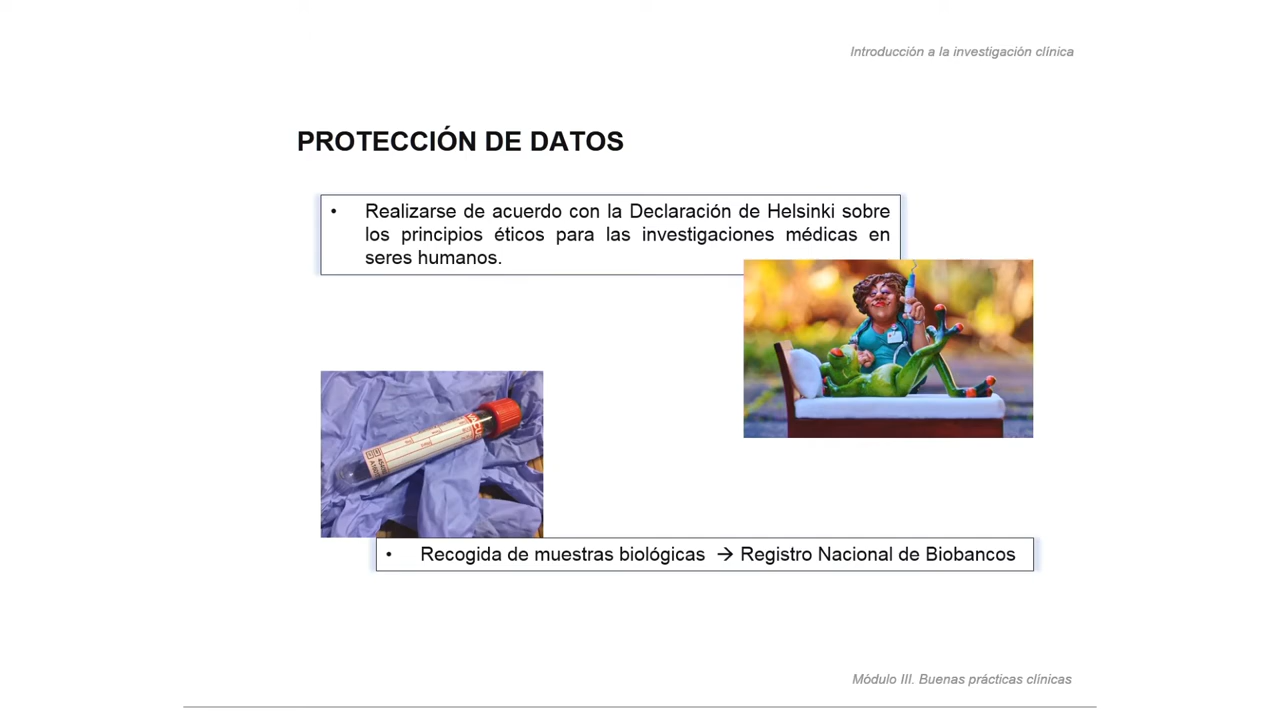 Introducción a la investigación clínica
PROTECCIÓN DE DATOS
• Realizarse de acuerdo con la Declaración de Helsinki sobre
los principios éticos para las investigaciones médicas en
seres humanos.
• Recogida de muestras biológicas → Registro Nacional de Biobancos
Módulo III. Buenas prácticas clínicas